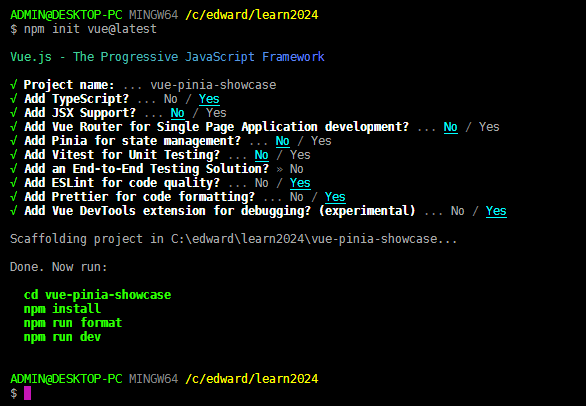 ADMIN@DESKTOP-PC MINGW64 /c/edward/learn2024
$ npm init vue@latest
Vue.js - The Progressive JavaScript Framework
√ Project name: ... vue-pinia-showcase
√ Add TypeScript? ... No / Yes
√ Add JSX Support? ... No / Yes
√ Add Vue Router for Single Page Application development? ... No / Yes
√ Add Pinia for state management? ... No / Yes
√ Add Vitest for Unit Testing? ... No / Yes
√ Add an End-to-End Testing Solution? » No
√ Add ESLint for code quality? ... No / Yes
√ Add Prettier for code formatting? ... No / Yes
√ Add Vue DevTools extension for debugging? (experimental) ... No / Yes
Scaffolding project in C:\edward\learn2024\vue-pinia-showcase...
Done. Now run:
cd vue-pinia-showcase
npm install
npm run format
npm run dev
ADMIN@DESKTOP-PC MINGW64 /c/edward/learn2024
$